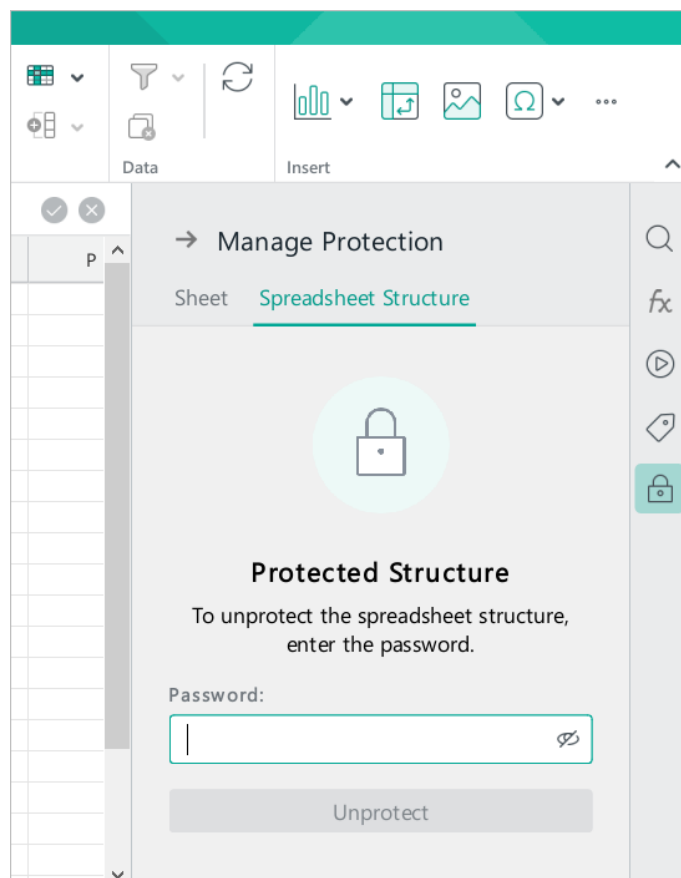 Data
Insert
P
Manage Protection
Sheet
Spreadsheet Structure
fx
Protected Structure
To unprotect the spreadsheet structure,
enter the password.
Password:
Unprotect